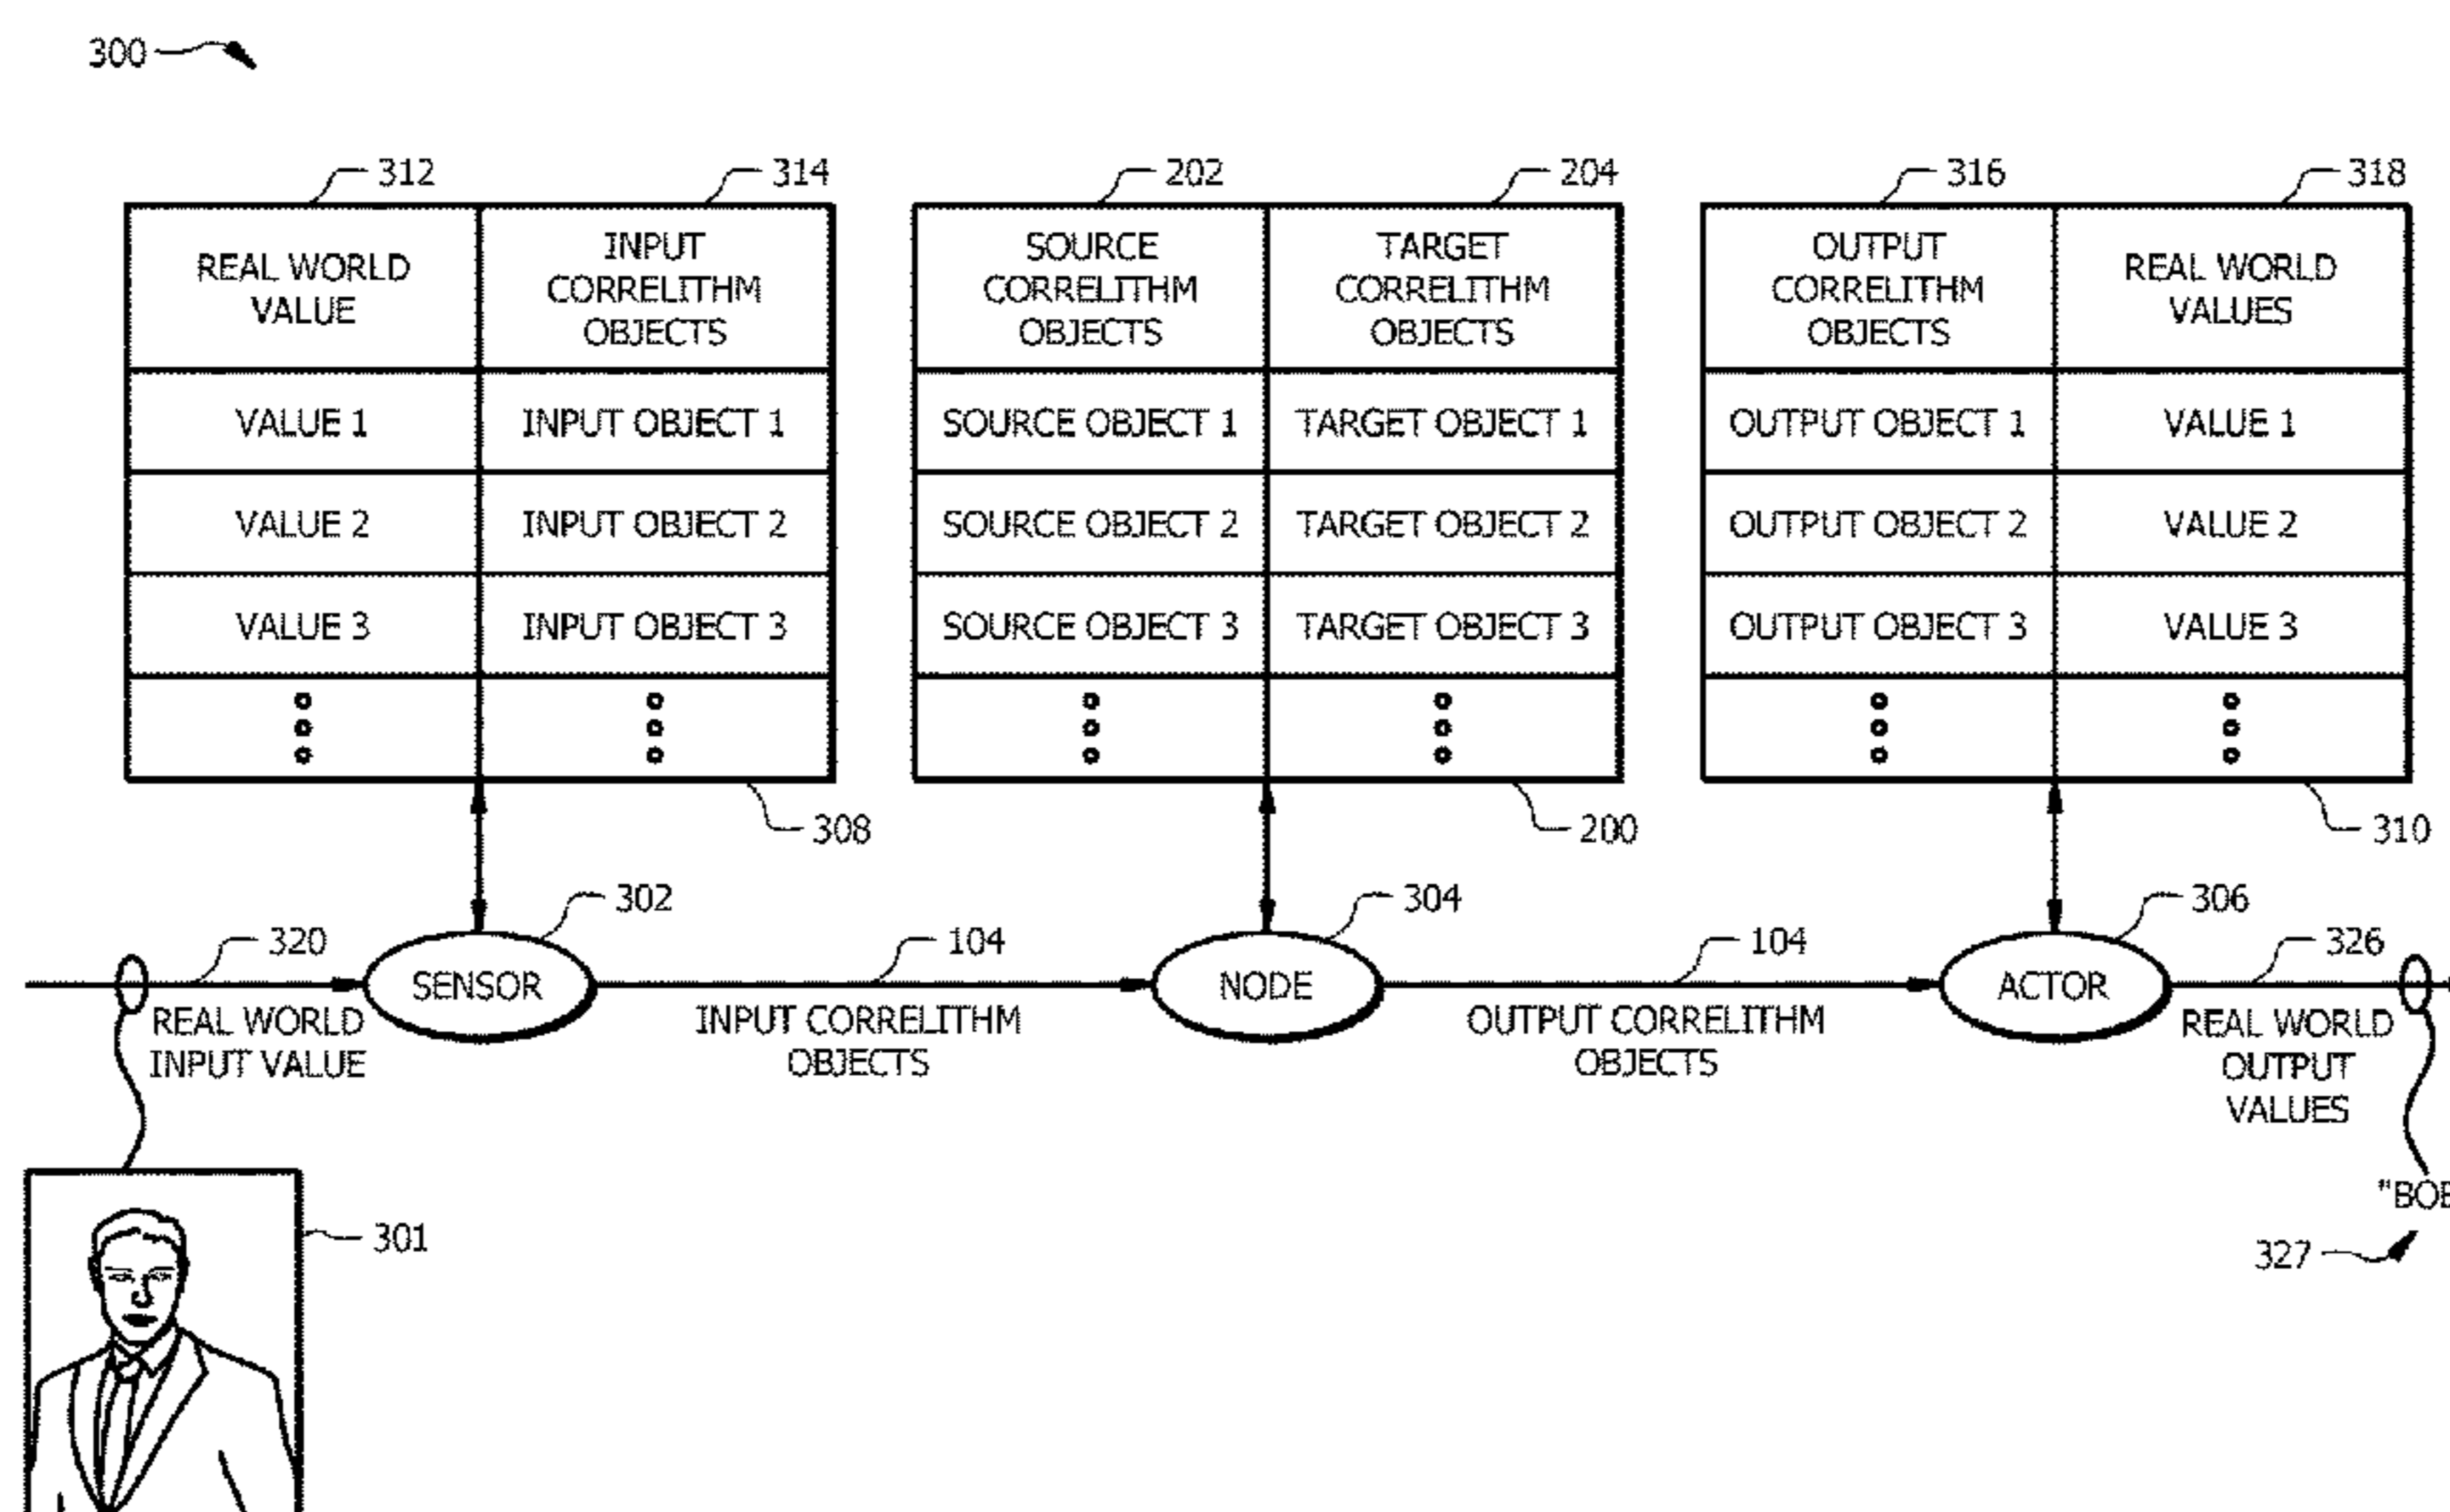 300
312
314
202
204
316
318
REAL WORLD
VALUE
INPUT
CORRELITHM
OBJECTS
SOURCE
CORRELITHM
OBJECTS
TARGET
CORRELITHM
OBJECTS
OUTPUT
CORRELITHM
OBJECTS
REAL WORLD
VALUES
VALUE 1
INPUT OBJECT 1
SOURCE OBJECT 1
TARGET OBJECT 1
OUTPUT OBJECT 1
VALUE 1
VALUE 2
INPUT OBJECT 2
SOURCE OBJECT 2
TARGET OBJECT 2
OUTPUT OBJECT 2
VALUE 2
VALUE 3
INPUT OBJECT 3
SOURCE OBJECT 3
TARGET OBJECT 3
OUTPUT OBJECT 3
VALUE 3
308
200
310
302
304
306
320
104
104
326
SENSOR
NODE
ACTOR
REAL WORLD
INPUT VALUE
INPUT CORRELITHM
OBJECTS
OUTPUT CORRELITHM
OBJECTS
REAL WORLD
OUTPUT
VALUES
301
327